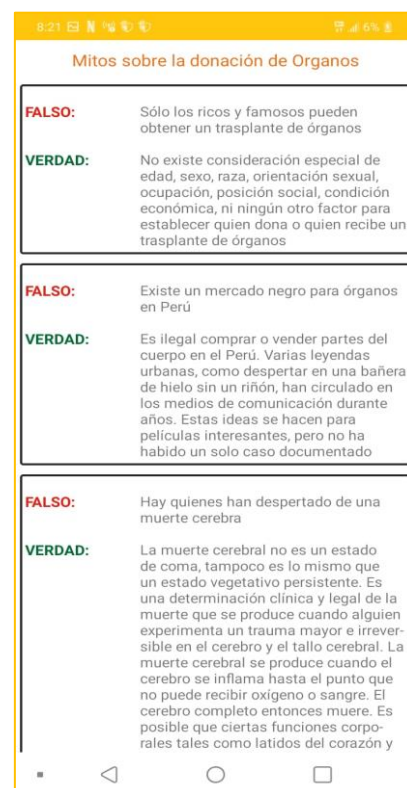 8:21
6%
Mitos sobre la donación de Organos
FALSO:
Sólo los ricos y famosos pueden
obtener un trasplante de órganos
VERDAD:
No existe consideración especial de
edad, sexo, raza, orientación sexual,
ocupación, posición social, condición
económica, ni ningún otro factor para
establecer quien dona o quien recibe un
trasplante de órganos
FALSO:
Existe un mercado negro para órganos
en Perú
VERDAD:
Es ilegal comprar o vender partes del
cuerpo en el Perú. Varias leyendas
urbanas, como despertar en una bañera
de hielo sin un riñón, han circulado en
los medios de comunicación durante
años. Estas ideas se hacen para
películas interesantes, pero no ha
habido un solo caso documentado
FALSO:
Hay quienes han despertado de una
muerte cerebra
VERDAD:
La muerte cerebral no es un estado
de coma, tampoco es lo mismo que
un estado vegetativo persistente. Es
una determinación clínica y legal de la
muerte que se produce cuando alguien
experimenta un trauma mayor e irrever-
sible en el cerebro y el tallo cerebral. La
muerte cerebral se produce cuando el
cerebro se inflama hasta el punto que
no puede recibir oxígeno o sangre. El
cerebro completo entonces muere. Es
posible que ciertas funciones corpo-
rales tales como latidos del corazón y